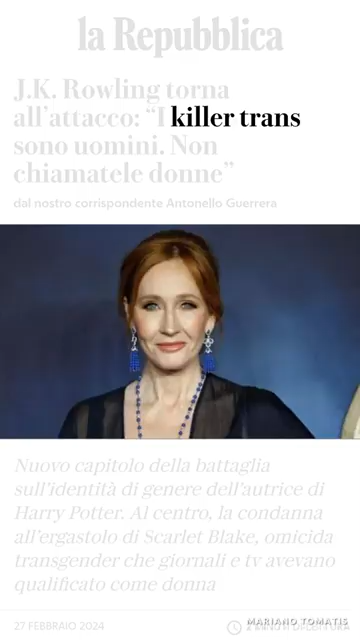 la Repubblica
J.K. Rowling torna
all'attacco: “I killer trans
sono uomini. Non
chiamatele donne”
dal nostro corrispondente Antonello Guerrera
Nuovo capitolo della battaglia
sull'identità di genere dell'autrice di
Harry Potter. Al centro, la condanna
all'ergastolo di Scarlet Blake, omicida
transgender che giornali e tv avevano
qualificato come donna
27 FEBBRAIO 2024
MARIANO TOMATIS